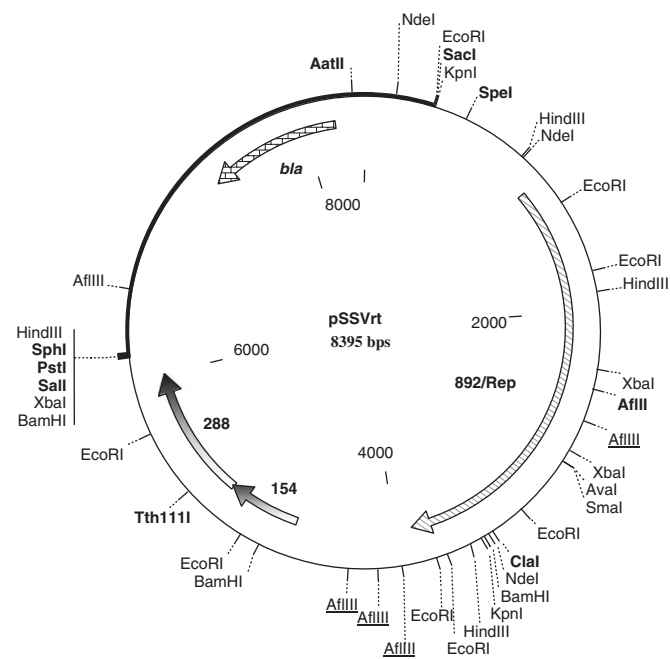 NdeI
EcoRI
SacI
KpnI
AatII
SpeI
HindIII
NdeI
bla
EcoRI
8000
EcoRI
AflIII
HindIII
pSSVrt
8395 bps
2000
HindIII
SphI
PstI
SalI
XbaI
BamHI
6000
892/Rep
XbaI
AflII
288
AflIII
EcoRI
4000
XbaI
AvaI
SmaI
154
Tth111I
EcoRI
EcoRI
BamHI
ClaI
NdeI
BamHI
KpnI
HindIII
EcoRI
AflIII
AflIII
EcoRI
AflIII